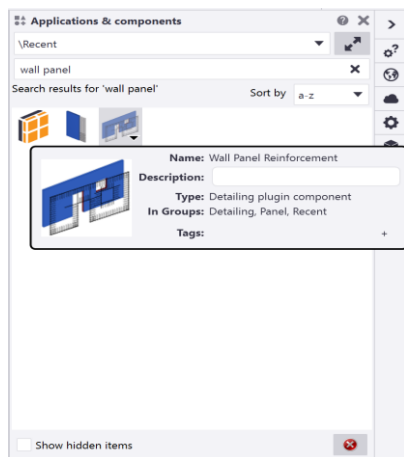 Applications & components
\Recent
wall panel
Search results for 'wall panel'
Sort by a-z
Name: Wall Panel Reinforcement
Description:
Type: Detailing plugin component
In Groups: Detailing, Panel, Recent
Tags:
+
Show hidden items